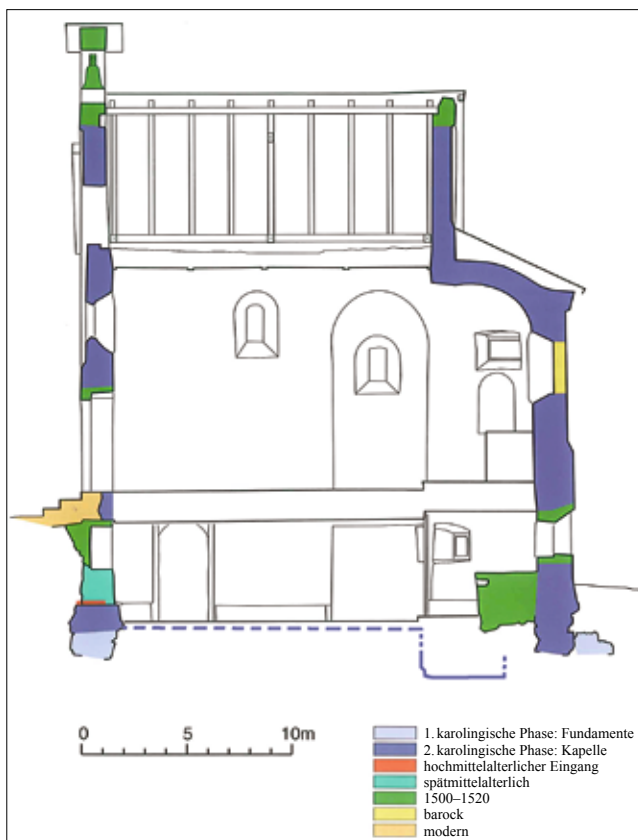 0 5 10m
1. karolingische Phase: Fundamente
2. karolingische Phase: Kapelle
hochmittelalterlicher Eingang
spätmittelalterlich
1500–1520
barock
modern